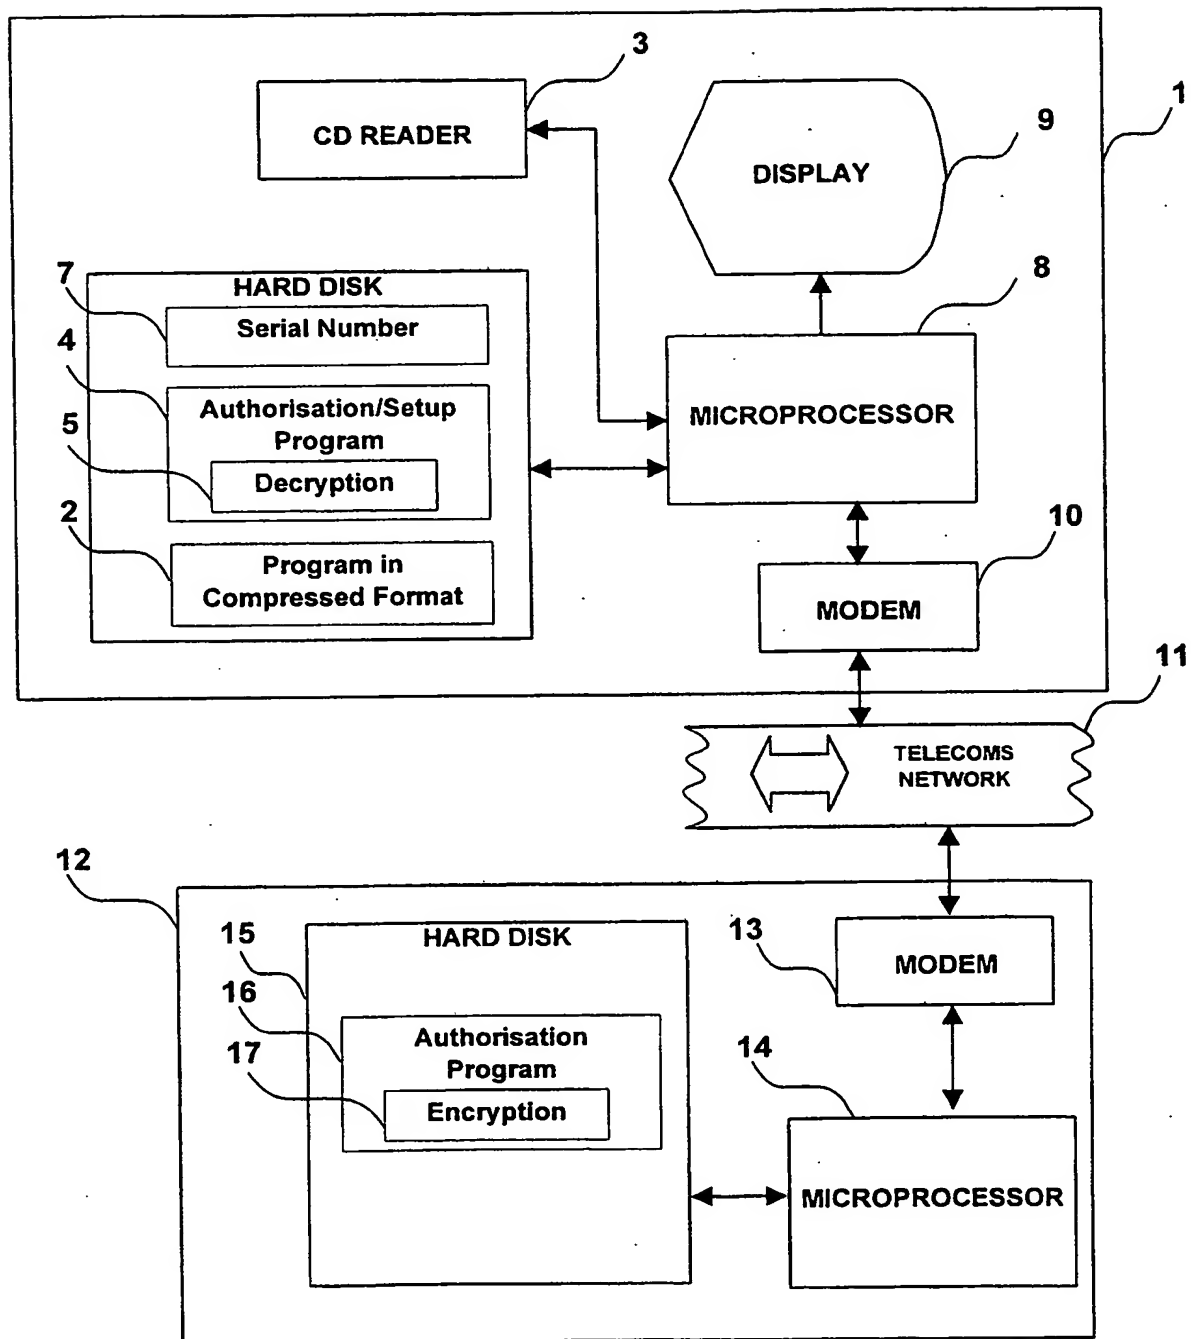 3
1
CD READER
9
DISPLAY
7
HARD DISK
8
Serial Number
4
Authorisation/Setup
Program
MICROPROCESSOR
5
Decryption
2
10
Program in
Compressed Format
MODEM
11
TELECOMS
NETWORK
12
15
HARD DISK
13
MODEM
16
Authorisation
Program
17
14
Encryption
MICROPROCESSOR